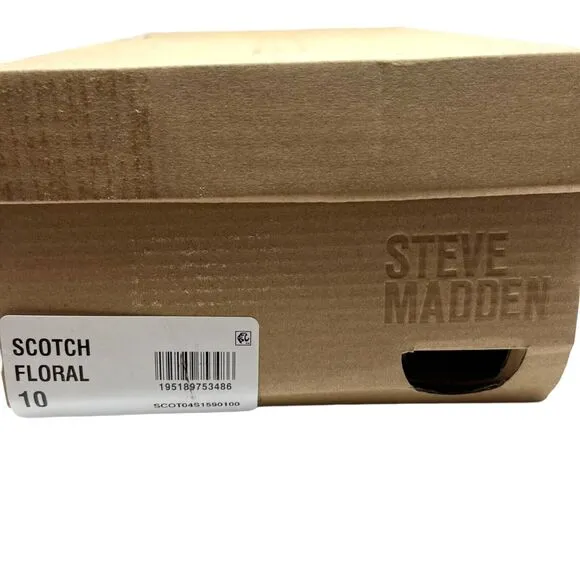 STEVE
MADDEN
SCOTCH
FLORAL
10
195189753486
SCOT04S1590100